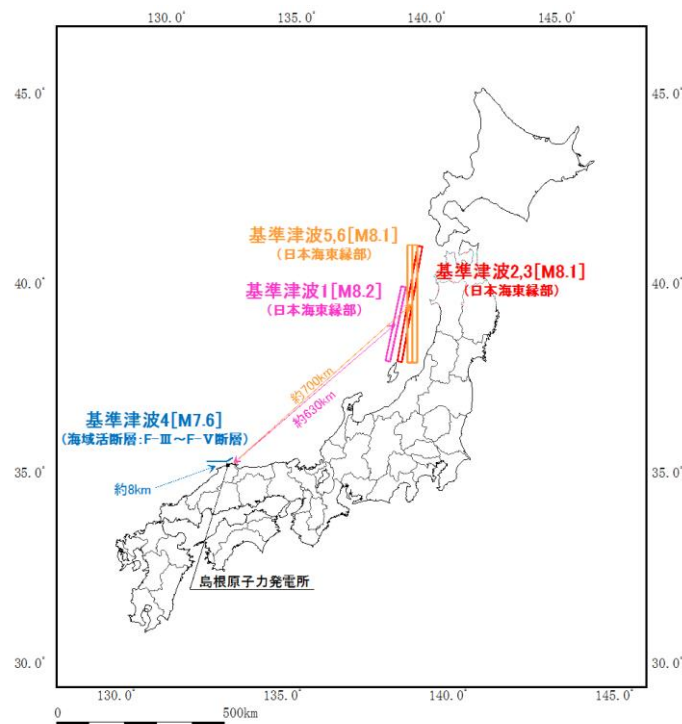 130.0° 135.0° 140.0° 145.0°
45.0° 45.0°
基準津波5,6[M8.1]
(日本海東縁部)
基準津波2,3[M8.1]
(日本海東縁部)
40.0° 40.0°
基準津波1[M8.2]
(日本海東縁部)
約700km
約630km
基準津波4[M7.6]
(海域活断層:F-Ⅲ~F-Ⅴ断層)
35.0° 35.0°
約8km
島根原子力発電所
30.0° 30.0°
130.0° 135.0° 140.0° 145.0°
0 500km